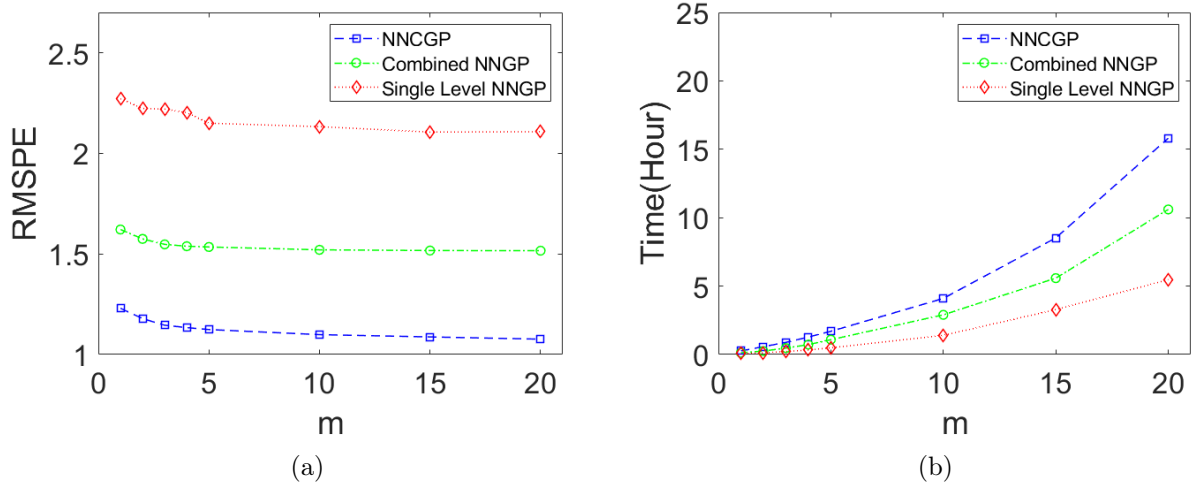 RMSPE
2.5
2
1.5
1
0
5
10
15
20
m
NNCGP
Combined NNGP
Single Level NNGP
(a)
Time(Hour)
25
20
15
10
5
0
0
5
10
15
20
m
NNCGP
Combined NNGP
Single Level NNGP
(b)